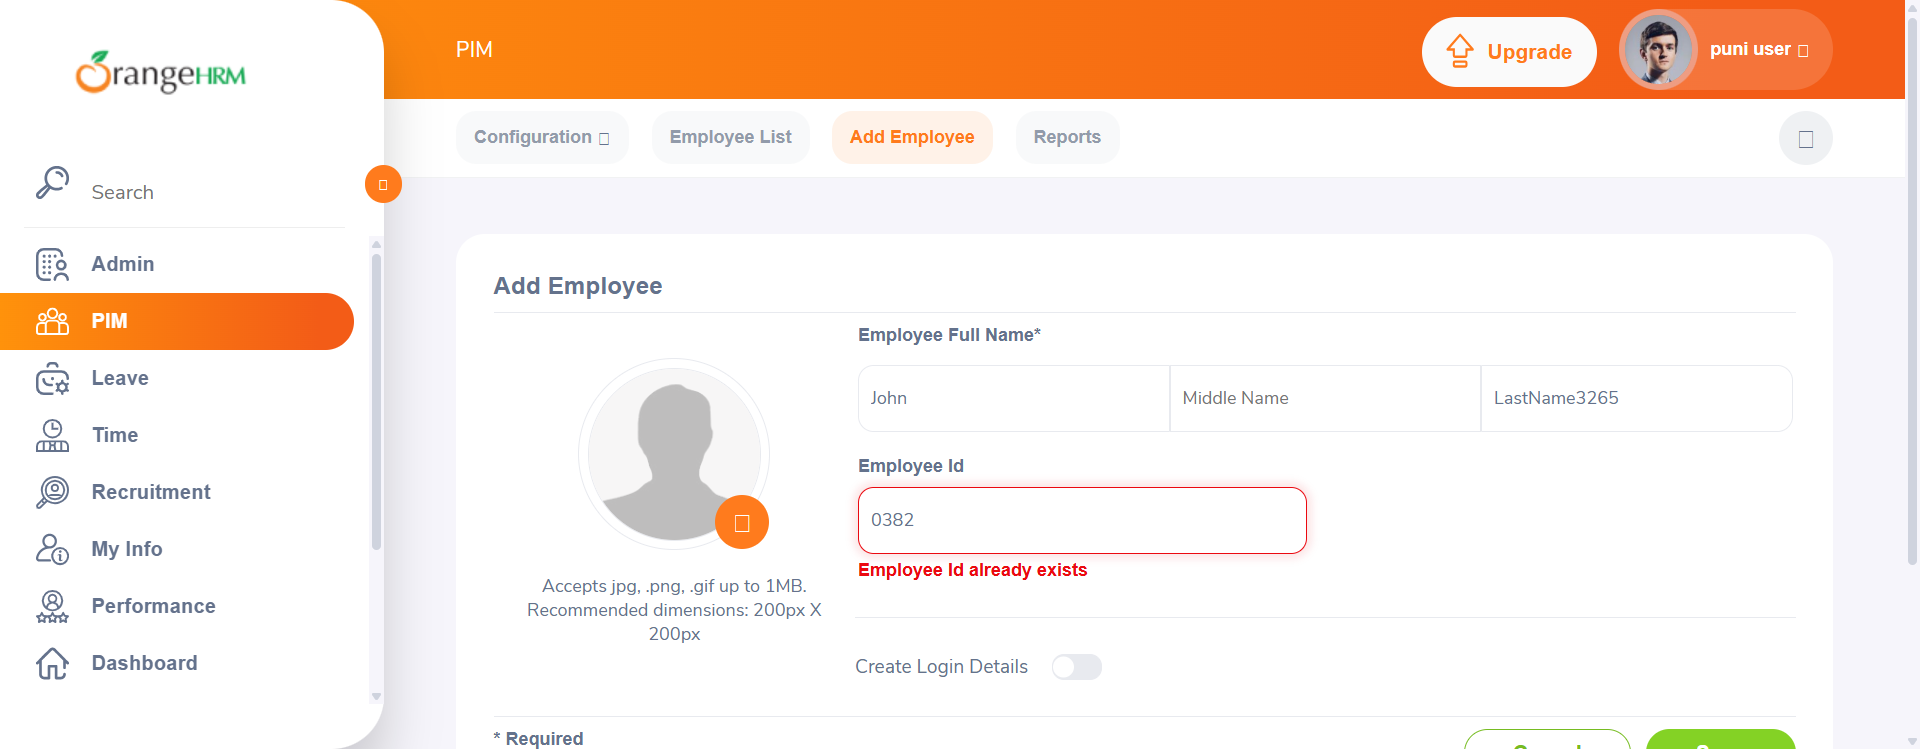 OrangeHRM
PIM
Upgrade
puni user
Search
Configuration
Employee List
Add Employee
Reports
Admin
PIM
Leave
Time
Recruitment
My Info
Performance
Dashboard
Add Employee
Employee Full Name*
John
Middle Name
LastName3265
Employee Id
0382
Employee Id already exists
Accepts jpg, .png, .gif up to 1MB.
Recommended dimensions: 200px X
200px
Create Login Details
* Required